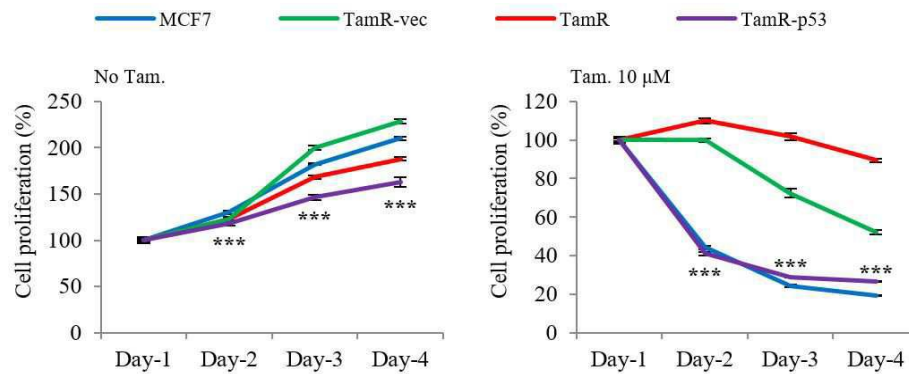 MCF7 TamR-vec TamR TamR-p53
No Tam.
Cell proliferation (%)
250
200
150
100
50
0
***
***
***
Day-1 Day-2 Day-3 Day-4
Tam. 10 μM
Cell proliferation (%)
120
100
80
60
40
20
0
***
***
***
Day-1 Day-2 Day-3 Day-4